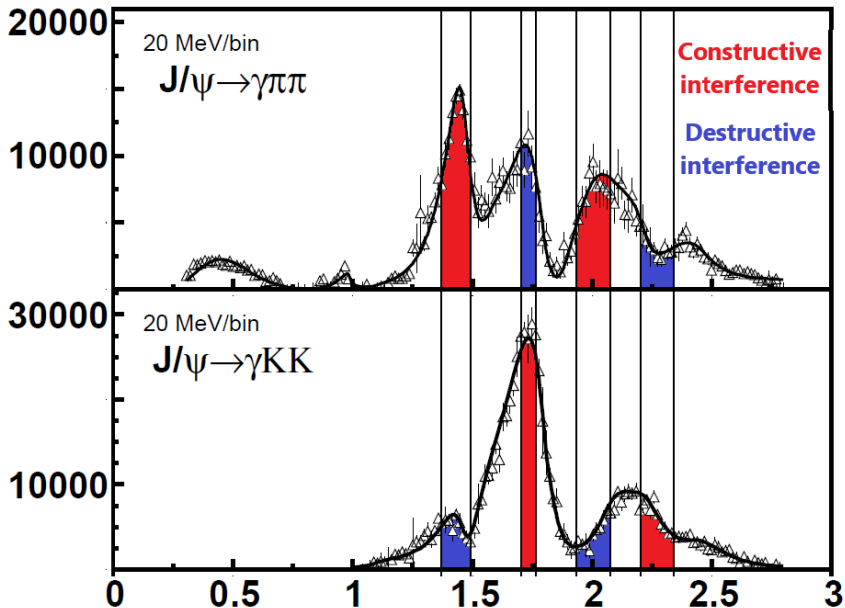 20000
20 MeV/bin
J/ψ→γππ
Constructive
interference
Destructive
interference
10000
30000
20 MeV/bin
J/ψ→γKK
10000
0 0.5 1 1.5 2 2.5 3